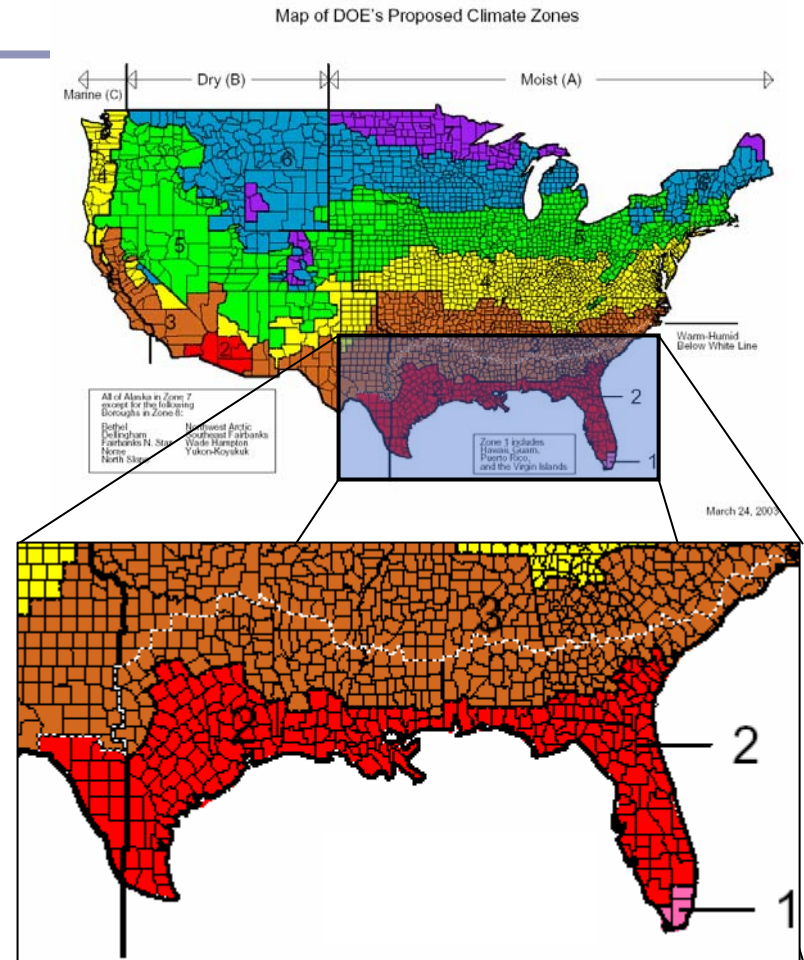 Map of DOE's Proposed Climate Zones
Marine (C)
Dry (B)
Moist (A)
7
6
6
4
5
5
4
3
3
2
Warm-Humid
Below White Line
2
1
All of Alaska in Zone 7
except for the following
Boroughs in Zone 8:
Bethel Northwest Arctic
Dellingham Southeast Fairbanks
Fairbanks N. Star Wade Hampton
Nome Yukon-Koyukuk
North Slope
Zone 1 includes
Hawaii, Guam,
Puerto Rico,
and the Virgin Islands
March 24, 2003
3
2
2
1